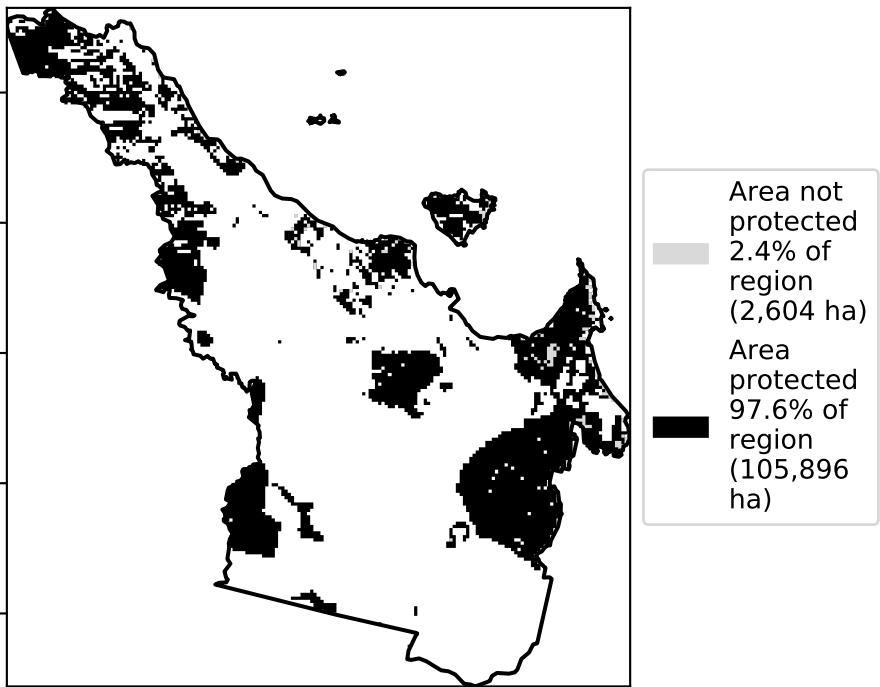 Area not
protected
2.4% of
region
(2,604 ha)
Area
protected
97.6% of
region
(105,896
ha)